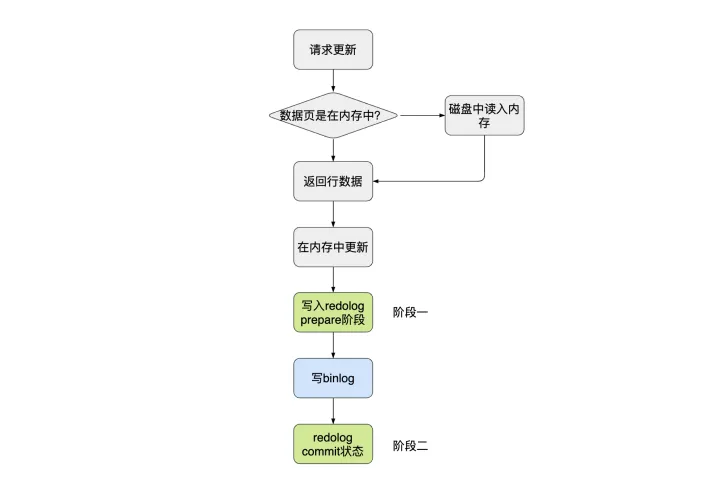 请求更新
数据页是在内存中?
磁盘中读入内
存
返回行数据
在内存中更新
写入redolog
prepare阶段
阶段一
写binlog
redolog
commit状态
阶段二